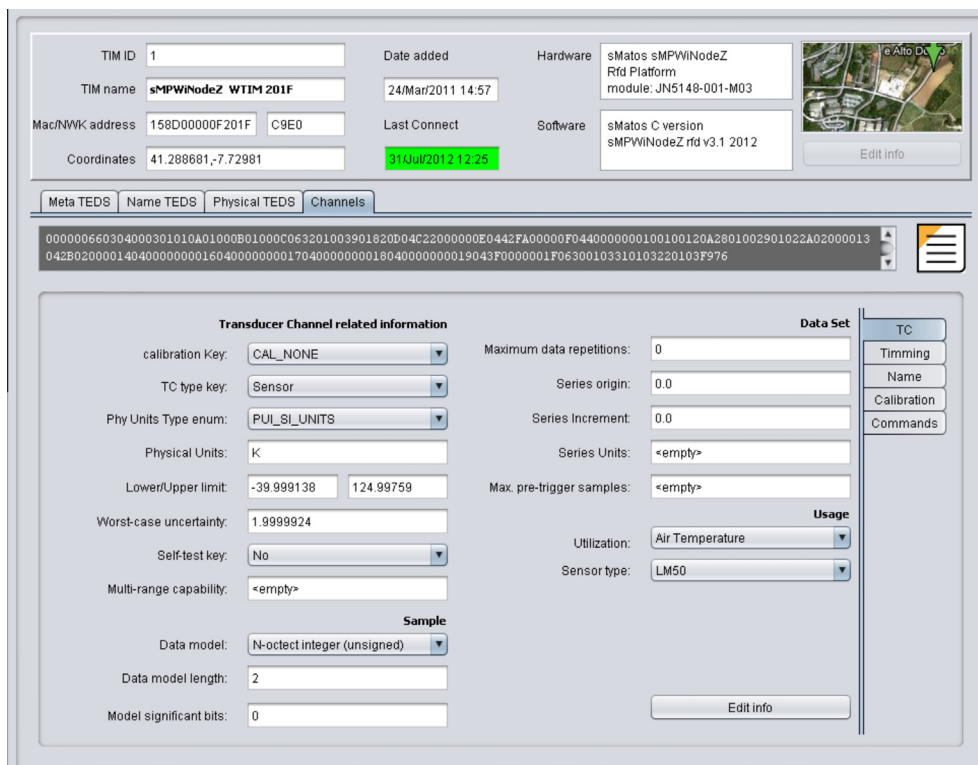 TIM ID 1 Date added Hardware sMatos sMPWiNodeZ
Rfd Platform
module: JN5148-001-M03
e Alto Do
TIM name sMPWiNodeZ WTIM 201F 24/Mar/2011 14:57
Mac/NWK address 158D00000F201F C9E0 Last Connect Software sMatos C version
sMPWiNodeZ rfd v3.1 2012
Coordinates 41.288681,-7.72981 31/Jul/2012 12:25 Edit info
Meta TEDS Name TEDS Physical TEDS Channels
000000660304000301010A01000B01000C063201003901820D04C22000000E0442FA00000F04400000001001001 20A2801002901022A02000013
042B02000014040000000016040000000017040000000018040000000019043F0000001F06300103310103220103F976
Transducer Channel related information Data Set TC
calibration Key: CAL_NONE Maximum data repetitions: 0 Timming
TC type key: Sensor Series origin: 0.0 Name
Calibration
Phy Units Type enum: PUI_SI_UNITS Series Increment: 0.0 Commands
Physical Units: K Series Units: <empty>
Lower/Upper limit: -39.999138 124.99759 Max. pre-trigger samples: <empty>
Worst-case uncertainty: 1.9999924 Usage
Utilization: Air Temperature
Self-test key: No Sensor type: LM50
Multi-range capability: <empty>
Sample
Data model: N-octect integer (unsigned)
Data model length: 2
Model significant bits: 0 Edit info